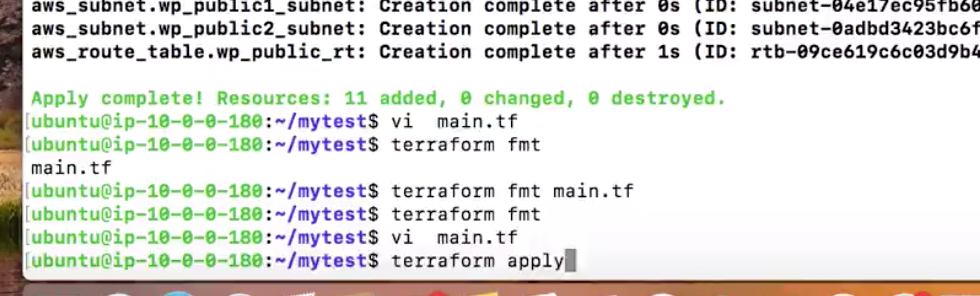 aws_subnet.wp_public1_subnet: Creation complete after 0s (ID: subnet-04e17ec95fb60
aws_subnet.wp_public2_subnet: Creation complete after 0s (ID: subnet-0adbd3423bc6f
aws_route_table.wp_public_rt: Creation complete after 1s (ID: rtb-09ce619c6c03d9b4
Apply complete! Resources: 11 added, 0 changed, 0 destroyed.
[ubuntu@ip-10-0-0-180:~/mytest$ vi  main.tf
[ubuntu@ip-10-0-0-180:~/mytest$ terraform fmt
main.tf
[ubuntu@ip-10-0-0-180:~/mytest$ terraform fmt main.tf
[ubuntu@ip-10-0-0-180:~/mytest$ terraform fmt
[ubuntu@ip-10-0-0-180:~/mytest$ vi  main.tf
[ubuntu@ip-10-0-0-180:~/mytest$ terraform apply